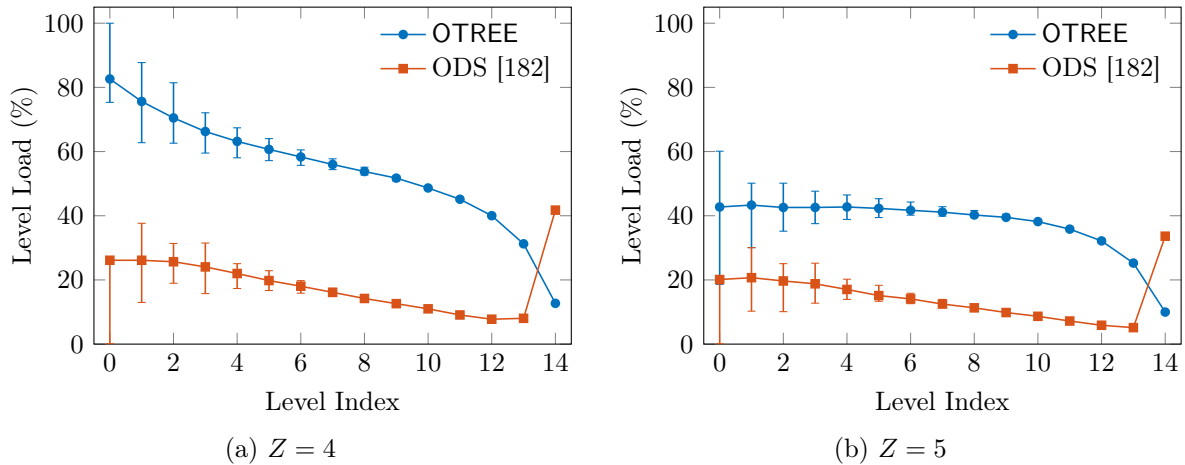 100
80
60
40
20
0
Level Load (%)
OTREE
ODS [182]
0 2 4 6 8 10 12 14
Level Index
(a) Z = 4
100
80
60
40
20
0
Level Load (%)
OTREE
ODS [182]
0 2 4 6 8 10 12 14
Level Index
(b) Z = 5